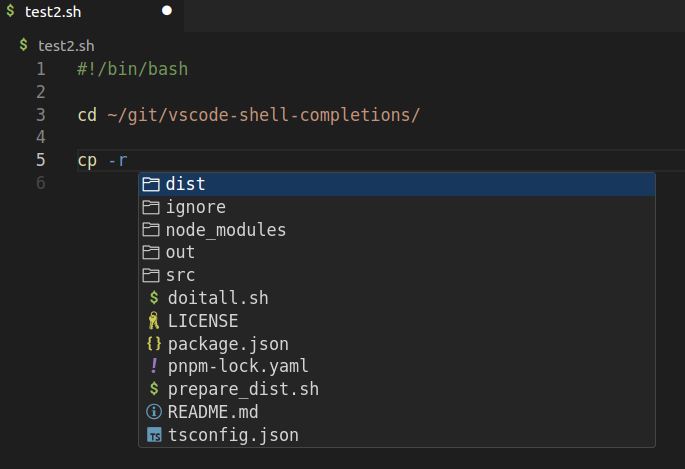 $ test2.sh
$ test2.sh
1 #!/bin/bash
2
3 cd ~/git/vscode-shell-completions/
4
5 cp -r
6
dist
ignore
node_modules
out
src
$ doitall.sh
LICENSE
{} package.json
! pnpm-lock.yaml
$ prepare_dist.sh
i README.md
TS tsconfig.json